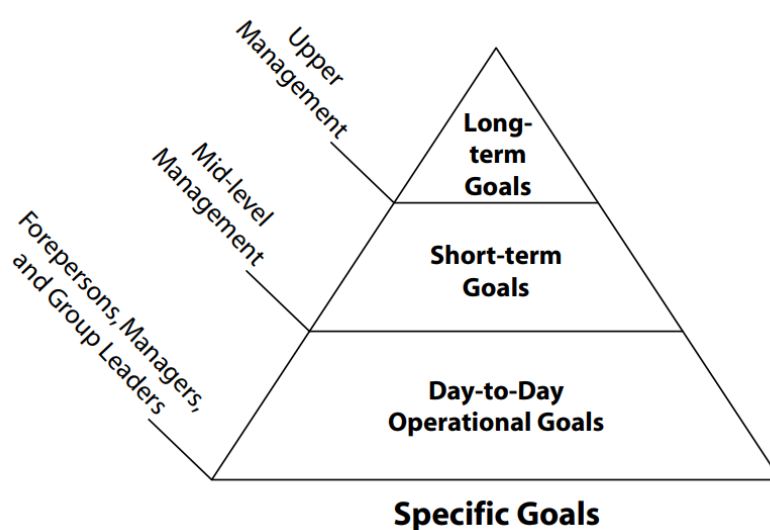 Upper
Management
Long-
term
Goals
Mid-level
Management
Short-term
Goals
Forepersons, Managers,
and Group Leaders
Day-to-Day
Operational Goals
Specific Goals